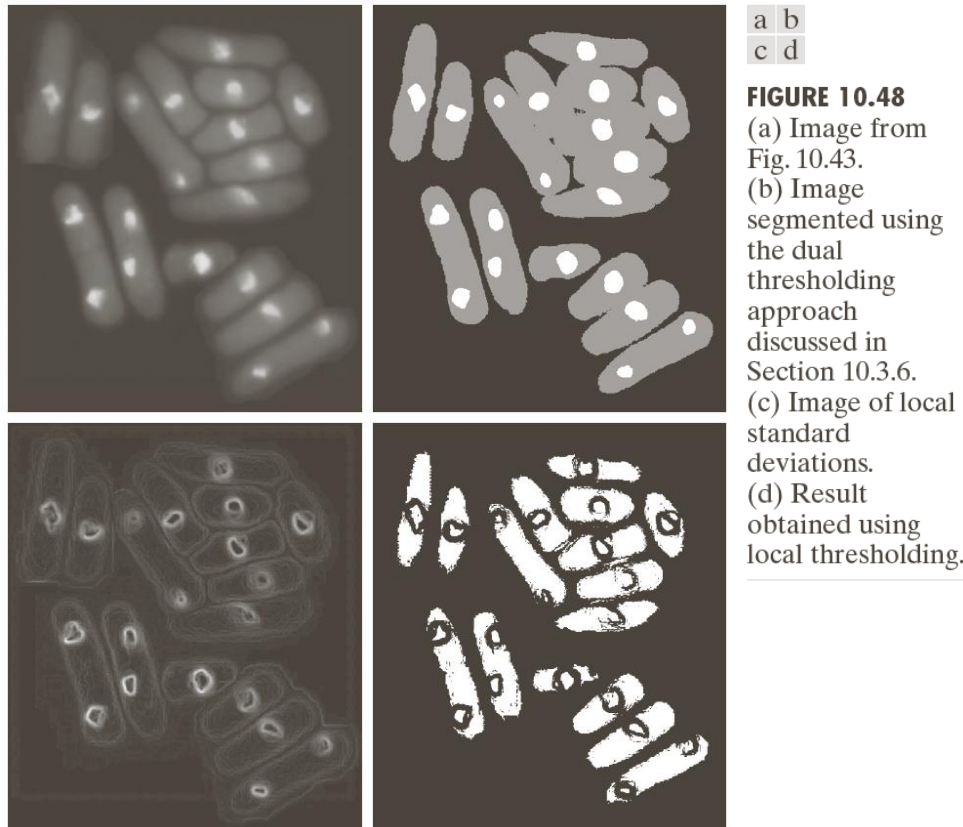 a b
c d
FIGURE 10.48
(a) Image from
Fig. 10.43.
(b) Image
segmented using
the dual
thresholding
approach
discussed in
Section 10.3.6.
(c) Image of local
standard
deviations.
(d) Result
obtained using
local thresholding.